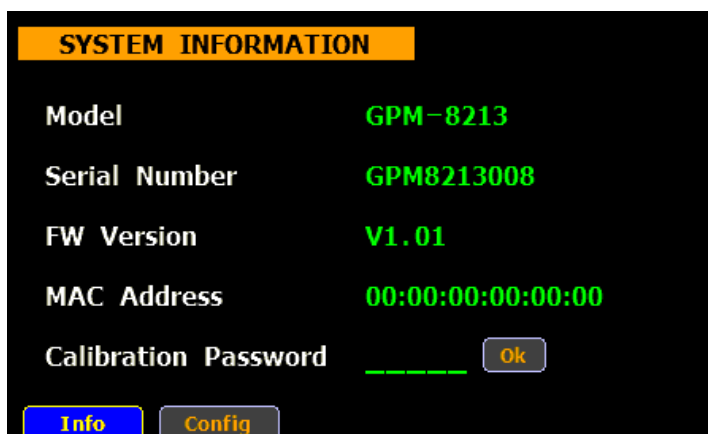 SYSTEM INFORMATION
Model GPM-8213
Serial Number GPM8213008
FW Version V1.01
MAC Address 00:00:00:00:00:00
Calibration Password _____ Ok
Info Config